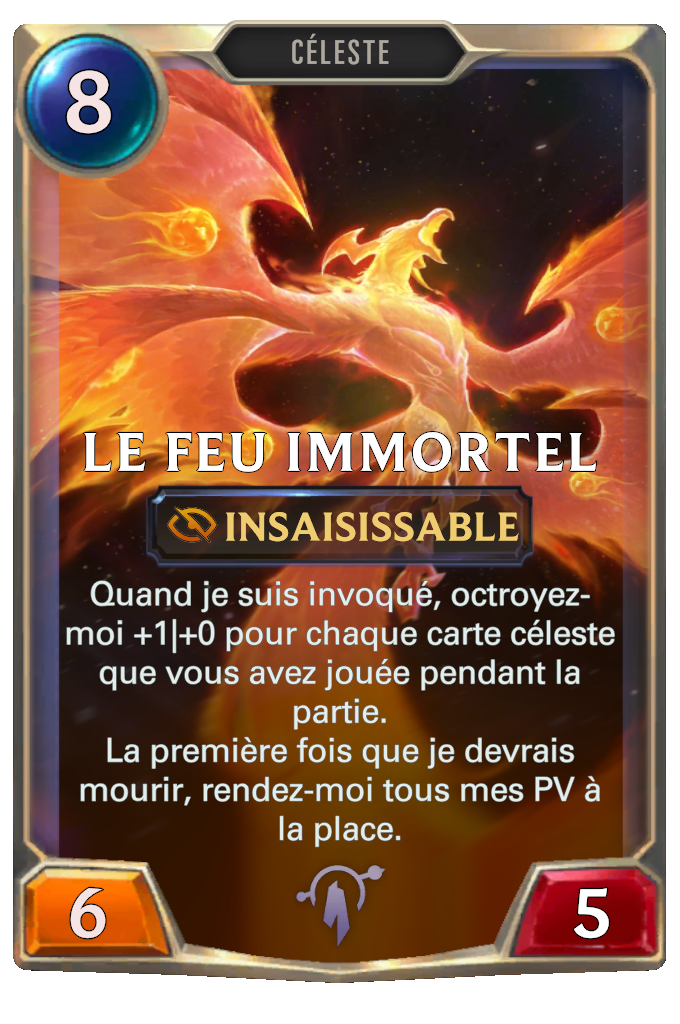 CÉLESTE
8
LE FEU IMMORTEL
INSAISISSABLE
Quand je suis invoqué, octroyez-
moi +1|+0 pour chaque carte céleste
que vous avez jouée pendant la
partie.
La première fois que je devrais
mourir, rendez-moi tous mes PV à
la place.
6
5